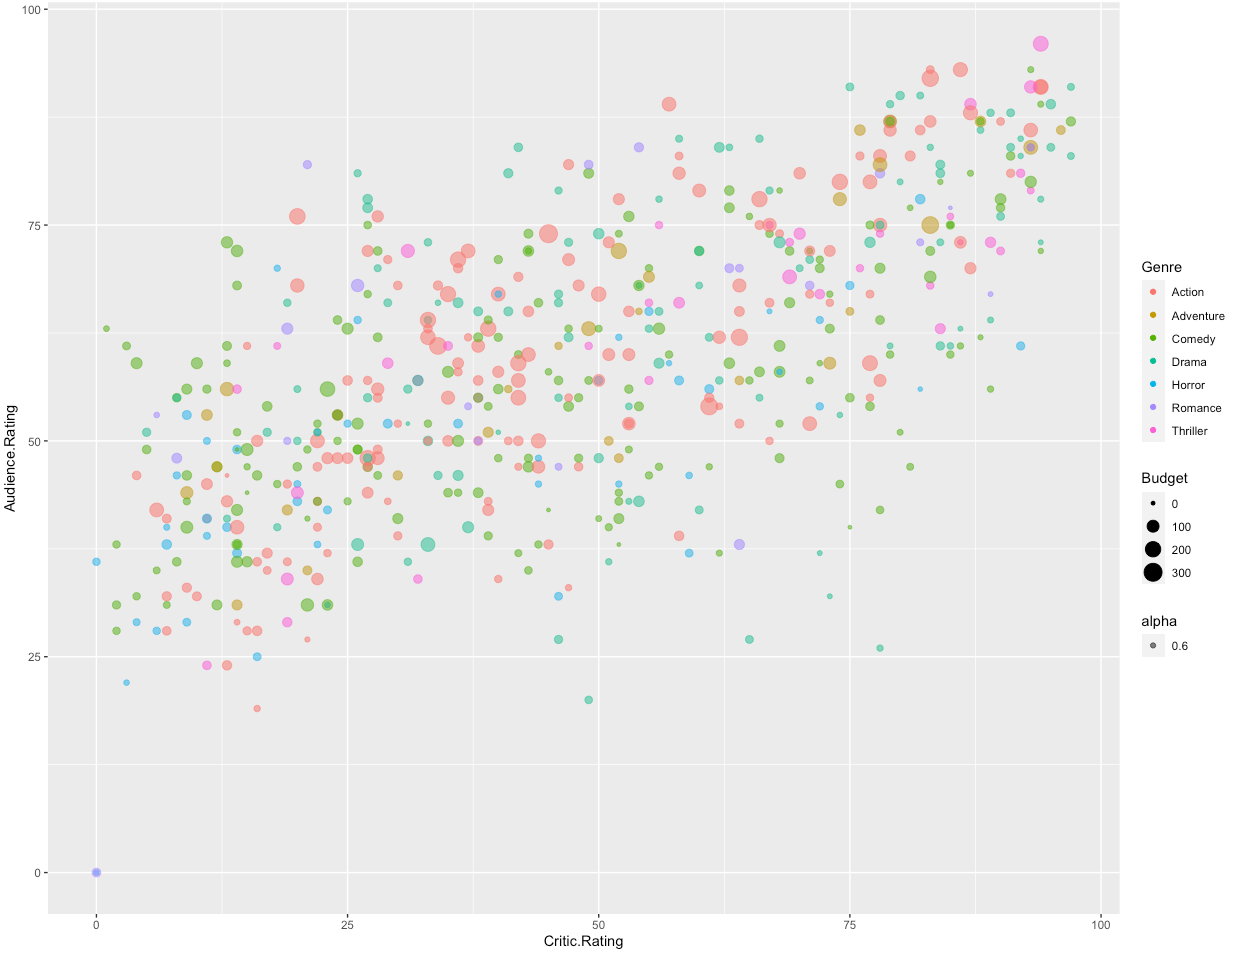 100
75
50
25
0
Audience.Rating
0
25
50
75
100
Critic.Rating
Genre
Action
Adventure
Comedy
Drama
Horror
Romance
Thriller
Budget
0
100
200
300
alpha
0.6